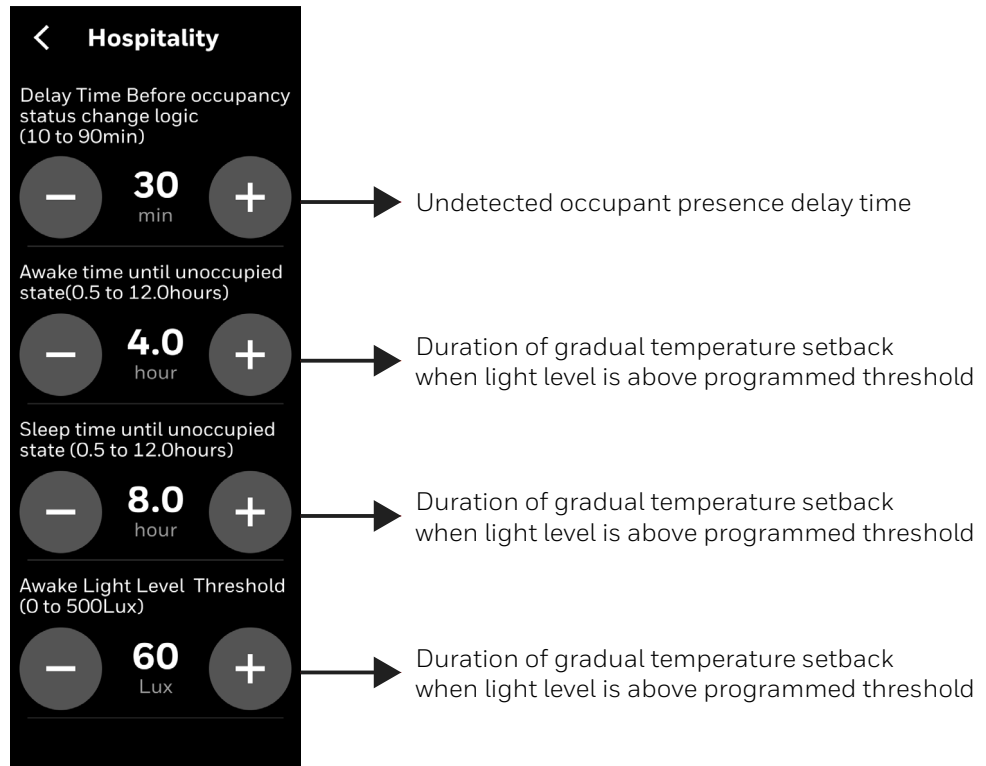 Hospitality
Delay Time Before occupancy
status change logic
(10 to 90min)
30
min
Undetected occupant presence delay time
Awake time until unoccupied
state(0.5 to 12.0hours)
4.0
hour
Duration of gradual temperature setback
when light level is above programmed threshold
Sleep time until unoccupied
state (0.5 to 12.0hours)
8.0
hour
Duration of gradual temperature setback
when light level is above programmed threshold
Awake Light Level Threshold
(0 to 500Lux)
60
Lux
Duration of gradual temperature setback
when light level is above programmed threshold